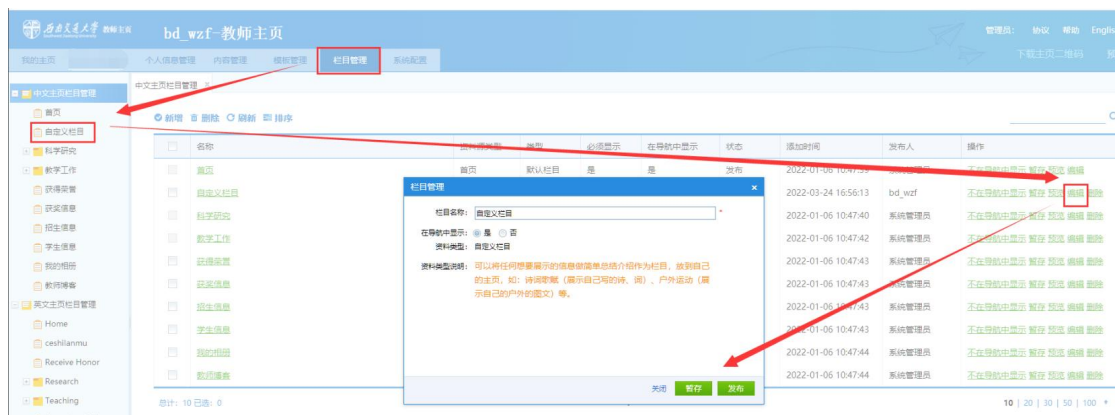 西南交通大学 教师主页
bd_wzf-教师主页
管理员: 协议 帮助 Englis
我的主页
个人信息管理 内容管理 模板管理 栏目管理 系统配置
下载主页二维码
中文主页栏目管理
首页
自定义栏目
科学研究
教学工作
获得荣誉
获奖信息
招生信息
学生信息
我的相册
教师博客
英文主页栏目管理
Home
ceshilanmu
Receive Honor
Research
Teaching
中文主页栏目管理
新增 删除 刷新 排序
名称 类型 必须显示 在导航中显示 状态 添加时间 发布人 操作
首页 首页 默认栏目 是 是 发布 2022-01-06 10:47:39 系统管理员 不在导航中显示 暂存 预览 编辑
自定义栏目 2022-03-24 16:56:13 bd_wzf 不在导航中显示 暂存 预览 编辑 删除
科学研究 2022-01-06 10:47:40 系统管理员 不在导航中显示 暂存 预览 编辑 删除
教学工作 2022-01-06 10:47:42 系统管理员 不在导航中显示 暂存 预览 编辑 删除
获得荣誉 2022-01-06 10:47:43 系统管理员 不在导航中显示 暂存 预览 编辑 删除
获奖信息 2022-01-06 10:47:43 系统管理员 不在导航中显示 暂存 预览 编辑 删除
招生信息 2022-01-06 10:47:43 系统管理员 不在导航中显示 暂存 预览 编辑 删除
学生信息 2022-01-06 10:47:43 系统管理员 不在导航中显示 暂存 预览 编辑 删除
我的相册 2022-01-06 10:47:44 系统管理员 不在导航中显示 暂存 预览 编辑 删除
教师博客 2022-01-06 10:47:44 系统管理员 不在导航中显示 暂存 预览 编辑 删除
总计: 10 已选: 0
10 | 20 | 30 | 50 | 100
栏目管理 ×
栏目名称: 自定义栏目 *
在导航中显示: 是 否
资料类型: 自定义栏目
资料类型说明: 可以将任何想要展示的信息做简单总结介绍作为栏目,放到自己
的主页,如:诗词歌赋(展示自己写的诗、词)、户外运动(展
示自己的户外的图文)等。
关闭 暂存 发布